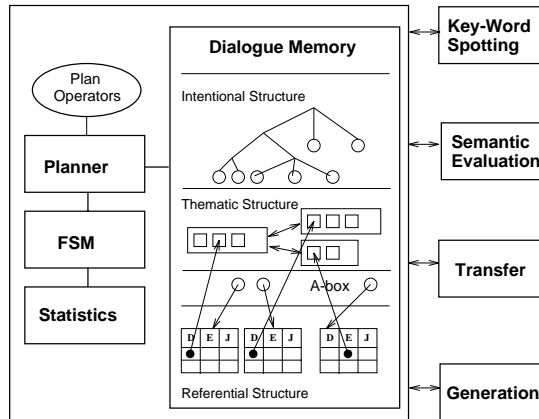 Dialogue Memory
Plan
Operators
Planner
FSM
Statistics
Intentional Structure
Thematic Structure
A-box
D E J
D E J
D E J
Referential Structure
Key-Word
Spotting
Semantic
Evaluation
Transfer
Generation